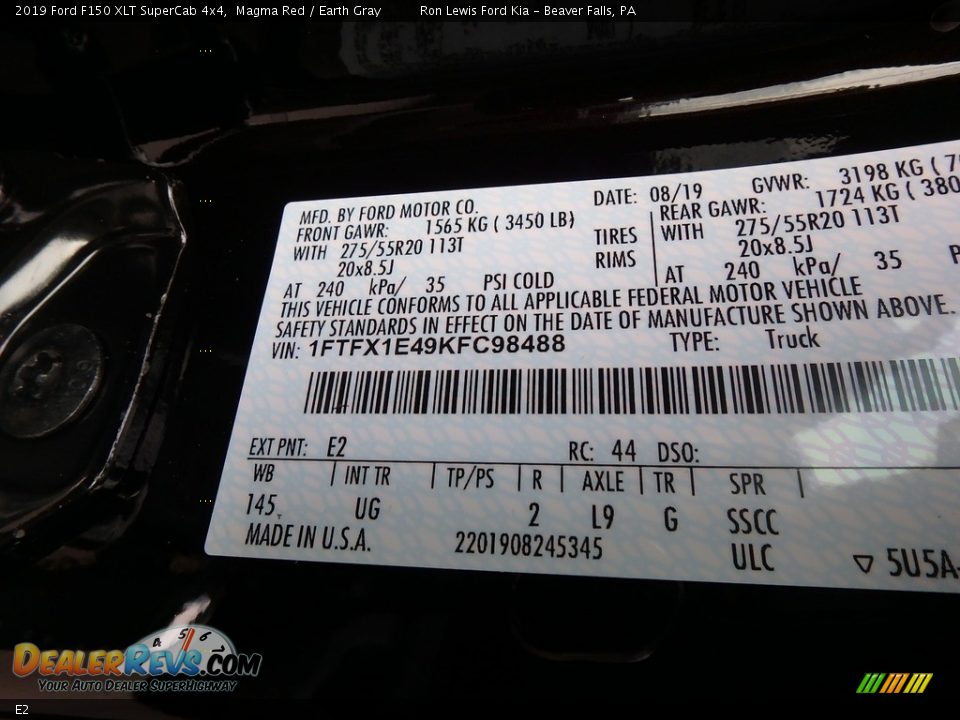 2019 Ford F150 XLT SuperCab 4x4, Magma Red / Earth Gray Ron Lewis Ford Kia - Beaver Falls, PA
MFD. BY FORD MOTOR CO. DATE: 08/19 GVWR: 3198 KG (
FRONT GAWR: 1565 KG ( 3450 LB) REAR GAWR: 1724 KG ( 380
WITH 275/55R20 113T TIRES WITH 275/55R20 113T
20x8.5J RIMS 20x8.5J
AT 240 kPa/ 35 PSI COLD AT 240 kPa/ 35
THIS VEHICLE CONFORMS TO ALL APPLICABLE FEDERAL MOTOR VEHICLE
SAFETY STANDARDS IN EFFECT ON THE DATE OF MANUFACTURE SHOWN ABOVE.
VIN: 1FTFX1E49KFC98488 TYPE: Truck
EXT PNT: E2 RC: 44 DSO:
WB INT TR TP/PS R AXLE TR SPR
145 UG 2 L9 G SSCC
MADE IN U.S.A. 2201908245345 ULC ▽ 5U5A-
4 5 6
DEALERREVS.COM
Your Auto Dealer SuperHighway
E2